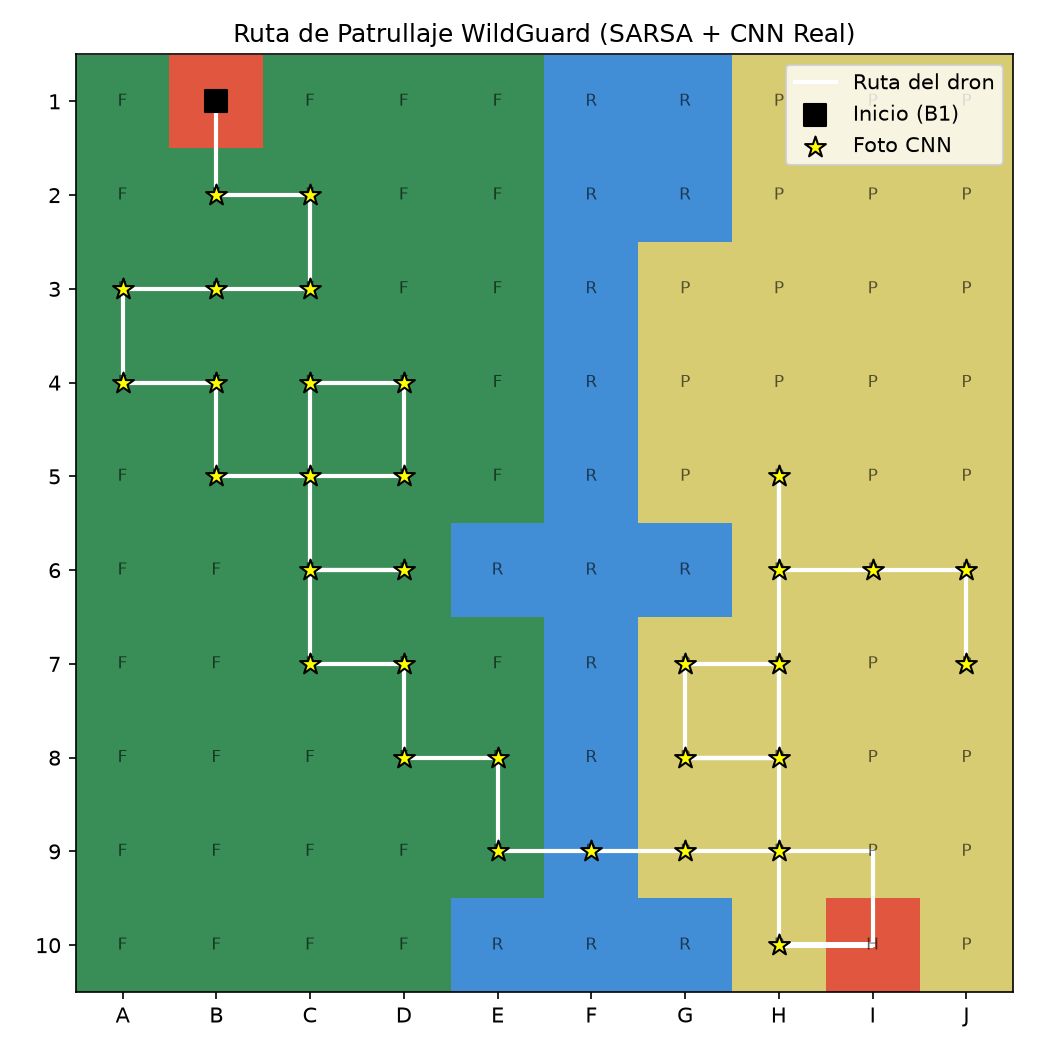 Ruta de Patrullaje WildGuard (SARSA + CNN Real)
Ruta del dron
Inicio (B1)
Foto CNN
1 F F F F R R P P P
2 F F F R R P P P
3 F F R P P P P
4 F R P P P P
5 F F R P P P
6 F F R R R
7 F F F R P
8 F F F R P P
9 F F F F P P
10 F F F F R R R H P
A B C D E F G H I J